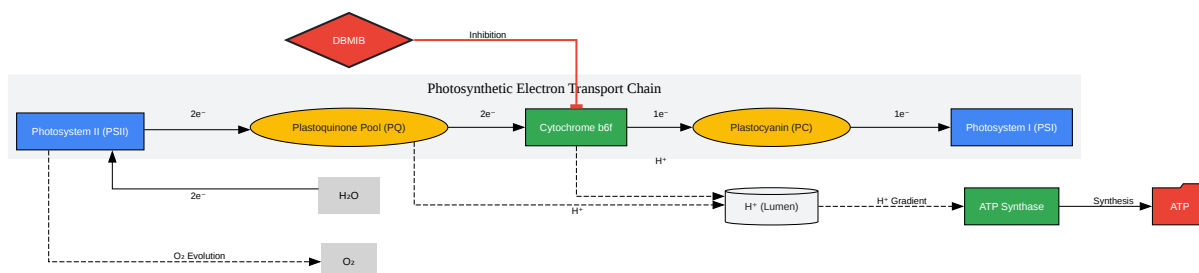 DBMIB
Inhibition
Photosynthetic Electron Transport Chain
Photosystem II (PSII)
2e⁻
Plastoquinone Pool (PQ)
2e⁻
Cytochrome b6f
1e⁻
Plastocyanin (PC)
1e⁻
Photosystem I (PSI)
H⁺
2e⁻
H₂O
H⁺
H⁺ (Lumen)
H⁺ Gradient
ATP Synthase
Synthesis
ATP
O₂ Evolution
O₂